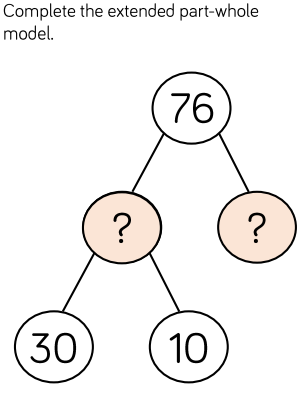 Complete the extended part-whole
model.
76
? ?
30 10